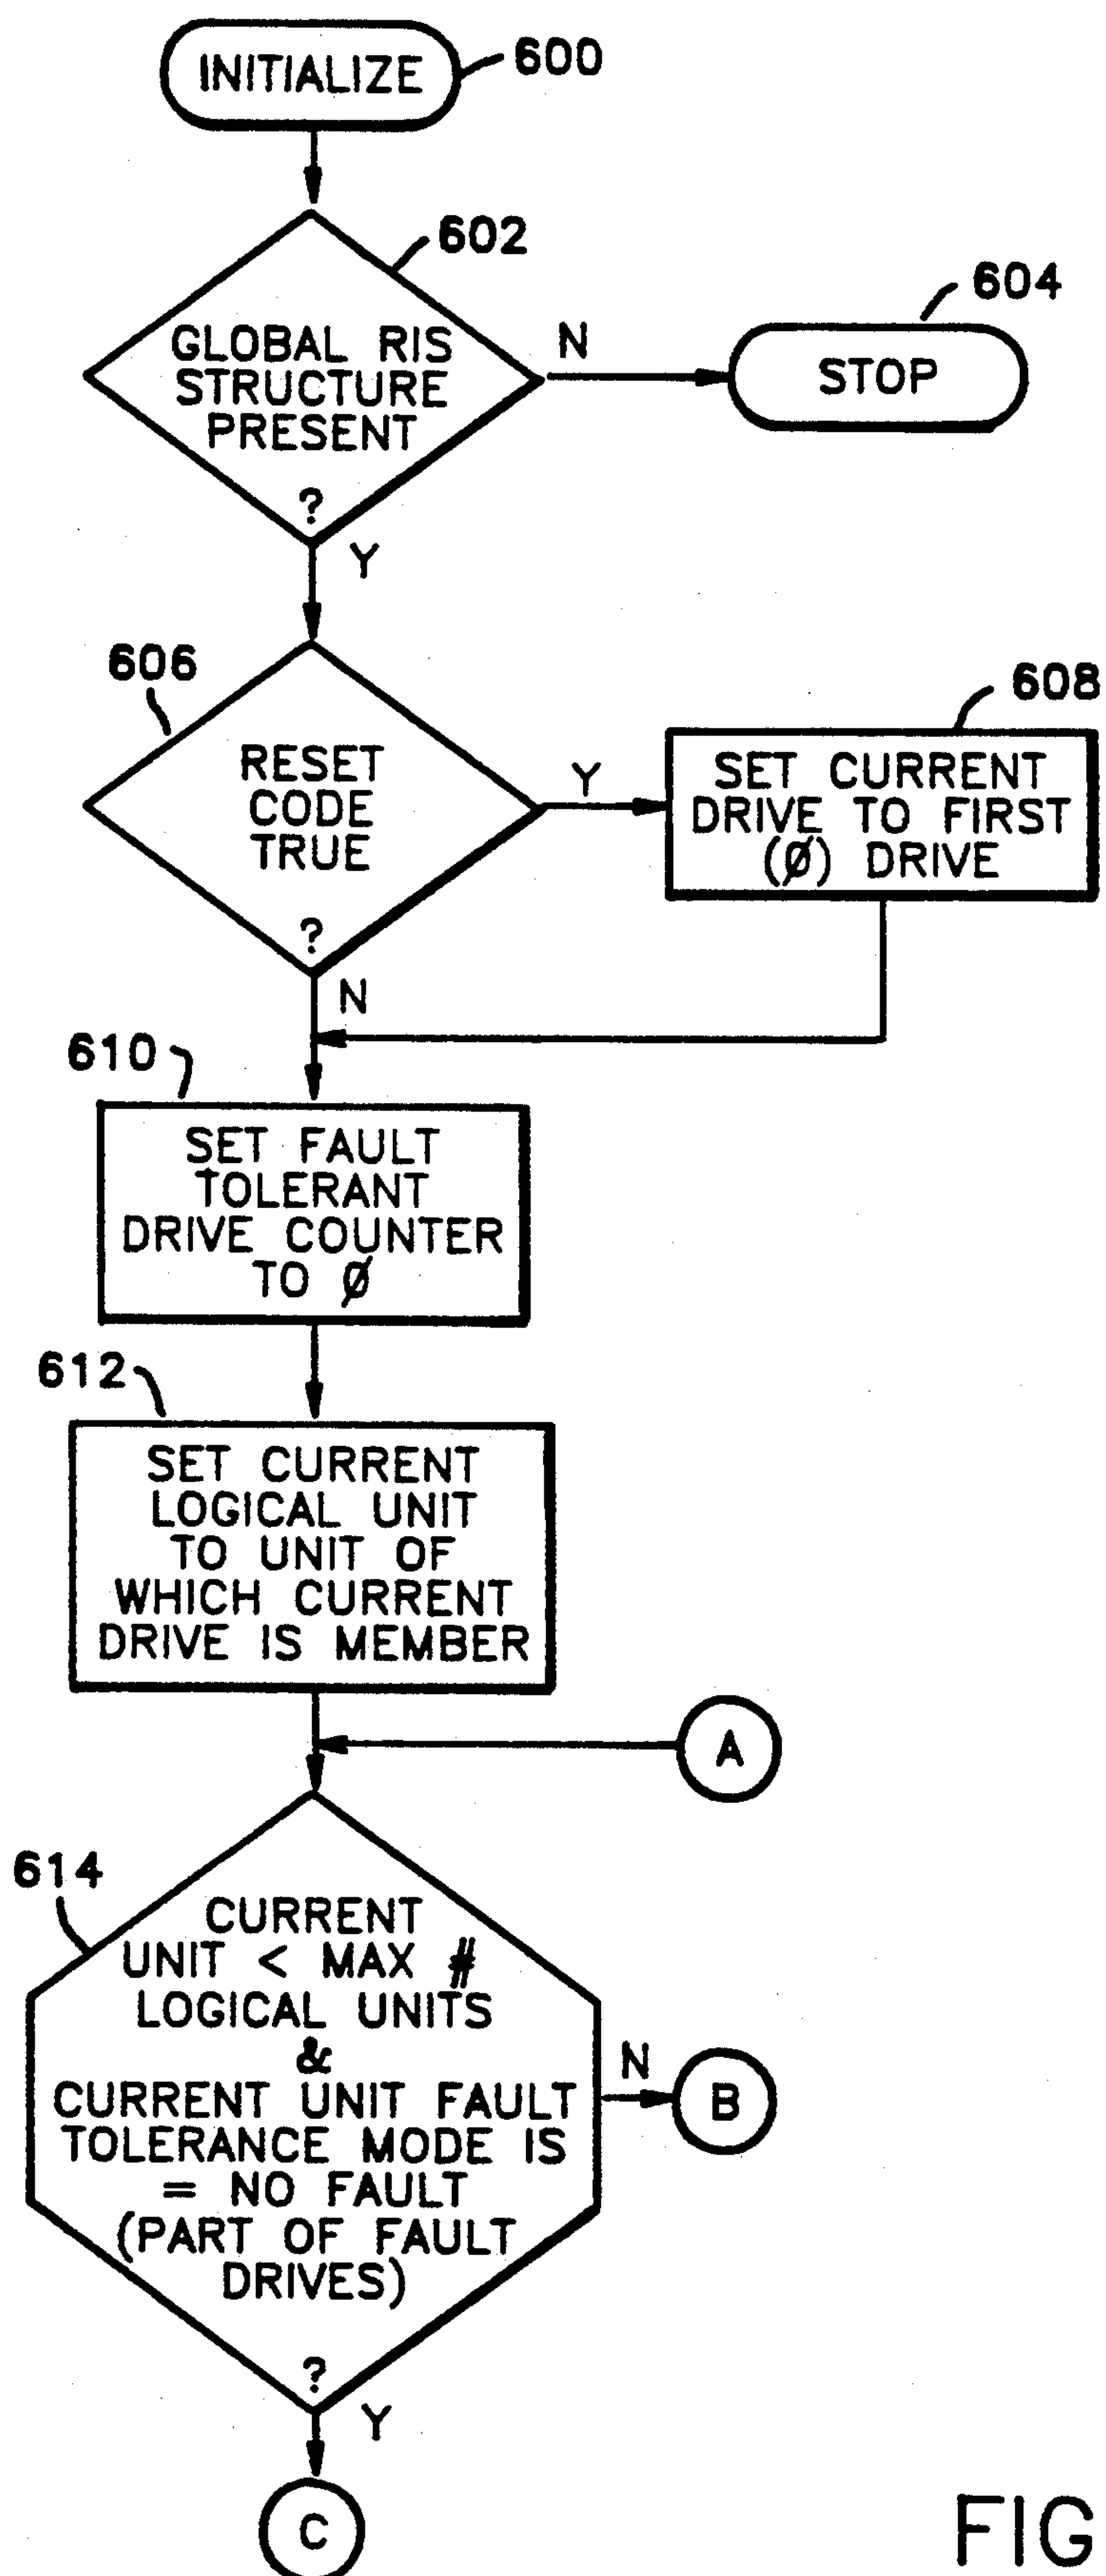 INITIALIZE
600
602
GLOBAL RIS
STRUCTURE
PRESENT
?
N
604
STOP
Y
606
RESET
CODE
TRUE
?
Y
608
SET CURRENT
DRIVE TO FIRST
(Ø) DRIVE
N
610
SET FAULT
TOLERANT
DRIVE COUNTER
TO Ø
612
SET CURRENT
LOGICAL UNIT
TO UNIT OF
WHICH CURRENT
DRIVE IS MEMBER
A
614
CURRENT
UNIT < MAX #
LOGICAL UNITS
&
CURRENT UNIT FAULT
TOLERANCE MODE IS
= NO FAULT
(PART OF FAULT
DRIVES)
?
N
B
Y
C
FIG